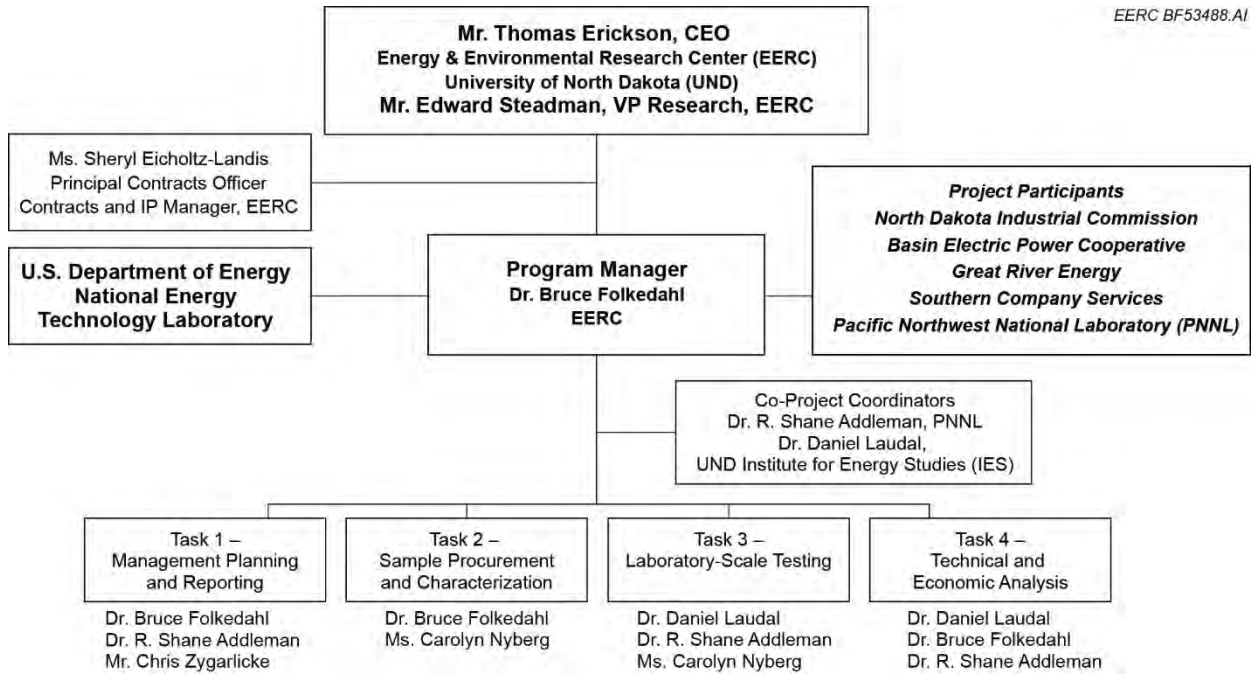 EERC BF53488.AI
Mr. Thomas Erickson, CEO
Energy & Environmental Research Center (EERC)
University of North Dakota (UND)
Mr. Edward Steadman, VP Research, EERC
Ms. Sheryl Eicholtz-Landis
Principal Contracts Officer
Contracts and IP Manager, EERC
Project Participants
North Dakota Industrial Commission
Basin Electric Power Cooperative
Great River Energy
Southern Company Services
Pacific Northwest National Laboratory (PNNL)
U.S. Department of Energy
National Energy
Technology Laboratory
Program Manager
Dr. Bruce Folkedahl
EERC
Co-Project Coordinators
Dr. R. Shane Addleman, PNNL
Dr. Daniel Laudal,
UND Institute for Energy Studies (IES)
Task 1 –
Management Planning
and Reporting
Dr. Bruce Folkedahl
Dr. R. Shane Addleman
Mr. Chris Zygarlicke
Task 2 –
Sample Procurement
and Characterization
Dr. Bruce Folkedahl
Ms. Carolyn Nyberg
Task 3 –
Laboratory-Scale Testing
Dr. Daniel Laudal
Dr. R. Shane Addleman
Ms. Carolyn Nyberg
Task 4 –
Technical and
Economic Analysis
Dr. Daniel Laudal
Dr. Bruce Folkedahl
Dr. R. Shane Addleman